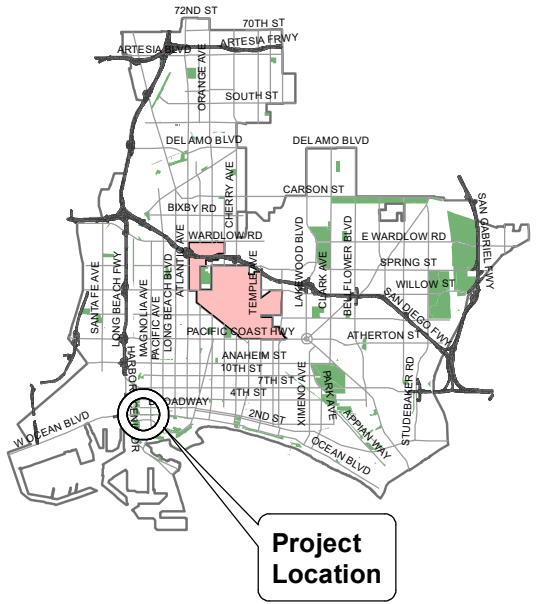 72ND ST
70TH ST
ARTESIA BLVD
ARTESIA FRWY
ORANGE AVE
SOUTH ST
DEL AMO BLVD
DEL AMO BLVD
CHERRY AVE
CARSON ST
BIXBY RD
SAN GABRIEL FWY
WARDLOW RD
E WARDLOW RD
ATLANTIC AVE
LAKEWOOD BLVD
BELLFLOWER BLVD
SPRING ST
CLARK AVE
WILLOW ST
SANTA FE AVE
LONG BEACH FWY
MAGNOLIA AVE
PACIFIC AVE
LONG BEACH BLVD
TEMPLE AVE
SAN DIEGO FWY
PACIFIC COAST HWY
ATHERTON ST
ANAHEIM ST
10TH ST
7TH ST
4TH ST
XIMENO AVE
PARK AVE
STUDEBAKER RD
HARBOR
2ND ST
APPIAN WAY
W OCEAN BLVD
OCEAN BLVD
Project
Location